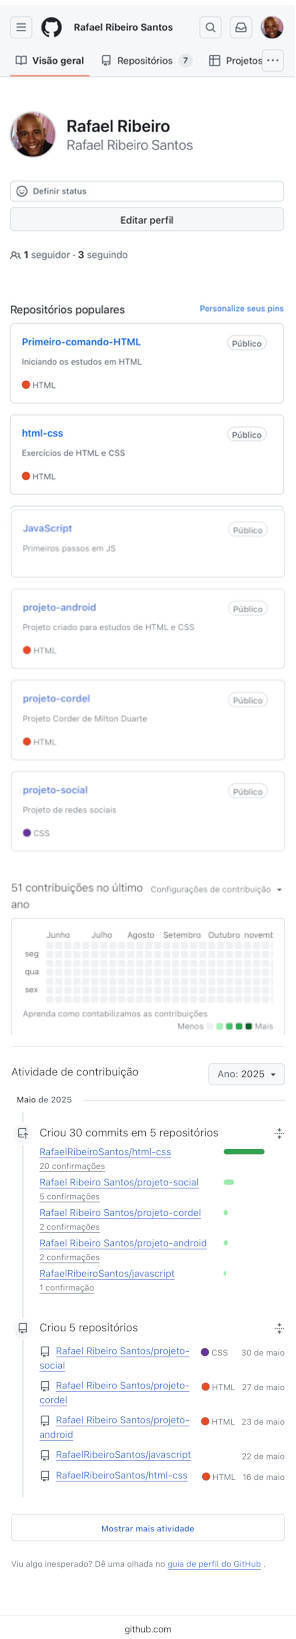 Rafael Ribeiro Santos
Visão geral
Repositórios 7
Projetos
Rafael Ribeiro
Rafael Ribeiro Santos
Definir status
Editar perfil
1 seguidor · 3 seguindo
Repositórios populares
Personalize seus pins
Primeiro-comando-HTML
Público
Iniciando os estudos em HTML
HTML
html-css
Público
Exercícios de HTML e CSS
HTML
JavaScript
Público
Primeiros passos em JS
projeto-android
Público
Projeto criado para estudos de HTML e CSS
HTML
projeto-cordel
Público
Projeto Corder de Milton Duarte
HTML
projeto-social
Público
Projeto de redes sociais
CSS
51 contribuições no último
ano
Configurações de contribuição
Junho Julho Agosto Setembro Outubro novemt
seg
qua
sex
Aprenda como contabilizamos as contribuições
Menos Mais
Atividade de contribuição
Ano: 2025
Maio de 2025
Criou 30 commits em 5 repositórios
RafaelRibeiroSantos/html-css
20 confirmações
Rafael Ribeiro Santos/projeto-social
5 confirmações
Rafael Ribeiro Santos/projeto-cordel
2 confirmações
Rafael Ribeiro Santos/projeto-android
2 confirmações
RafaelRibeiroSantos/javascript
1 confirmação
Criou 5 repositórios
Rafael Ribeiro Santos/projeto-
social
CSS 30 de maio
Rafael Ribeiro Santos/projeto-
cordel
HTML 27 de maio
Rafael Ribeiro Santos/projeto-
android
HTML 23 de maio
RafaelRibeiroSantos/javascript
22 de maio
RafaelRibeiroSantos/html-css
HTML 16 de maio
Mostrar mais atividade
Viu algo inesperado? Dê uma olhada no guia de perfil do GitHub .
github.com